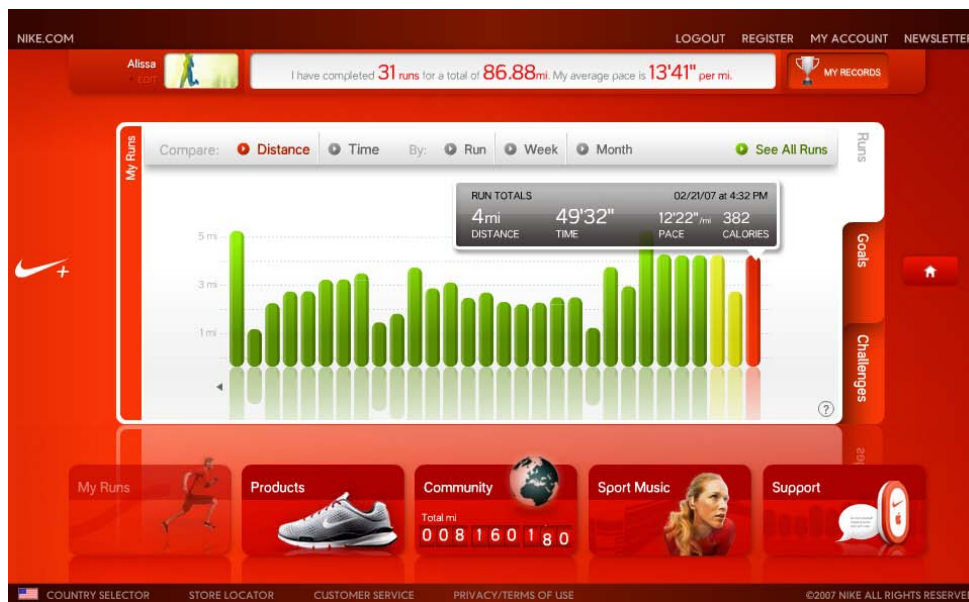 NIKE.COM
LOGOUT REGISTER MY ACCOUNT NEWSLETTER
Alissa
EDIT
I have completed 31 runs for a total of 86.88mi. My average pace is 13'41" per mi.
MY RECORDS
My Runs
Compare: Distance Time By: Run Week Month
See All Runs
Runs
RUN TOTALS 02/21/07 at 4:32 PM
4mi 49'32" 12'22"/mi 382
DISTANCE TIME PACE CALORIES
5 mi
3 mi
1 mi
Goals
Challenges
?
My Runs
Products
Community
Total mi
008160180
Sport Music
Support
COUNTRY SELECTOR STORE LOCATOR CUSTOMER SERVICE PRIVACY/TERMS OF USE
©2007 NIKE ALL RIGHTS RESERVE